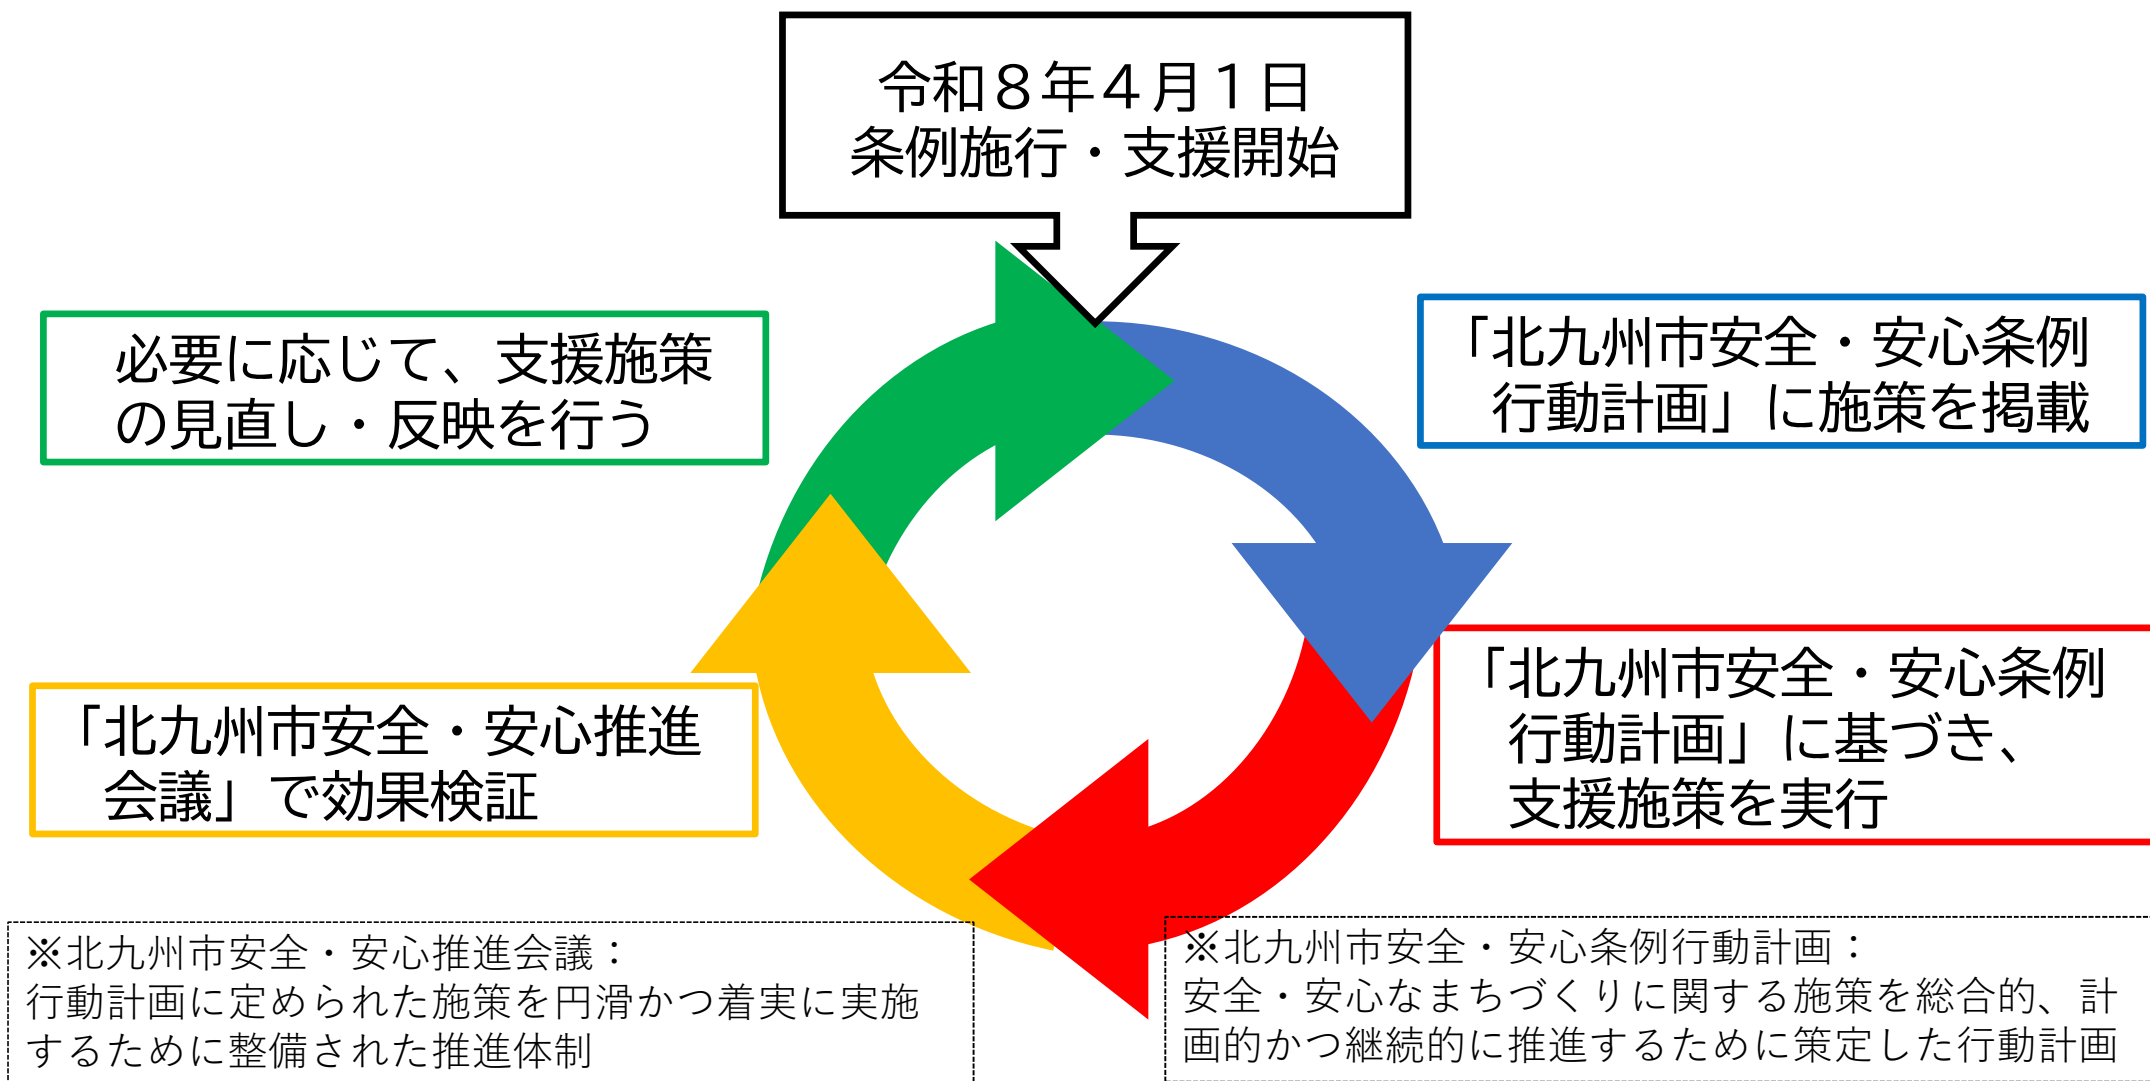 令和８年４月１日
条例施行・支援開始
必要に応じて、支援施策
の見直し・反映を行う
「北九州市安全・安心条例
行動計画」に施策を掲載
「北九州市安全・安心推進
会議」で効果検証
「北九州市安全・安心条例
行動計画」に基づき、
支援施策を実行
※北九州市安全・安心推進会議：
行動計画に定められた施策を円滑かつ着実に実施
するために整備された推進体制
※北九州市安全・安心条例行動計画：
安全・安心なまちづくりに関する施策を総合的、計
画的かつ継続的に推進するために策定した行動計画